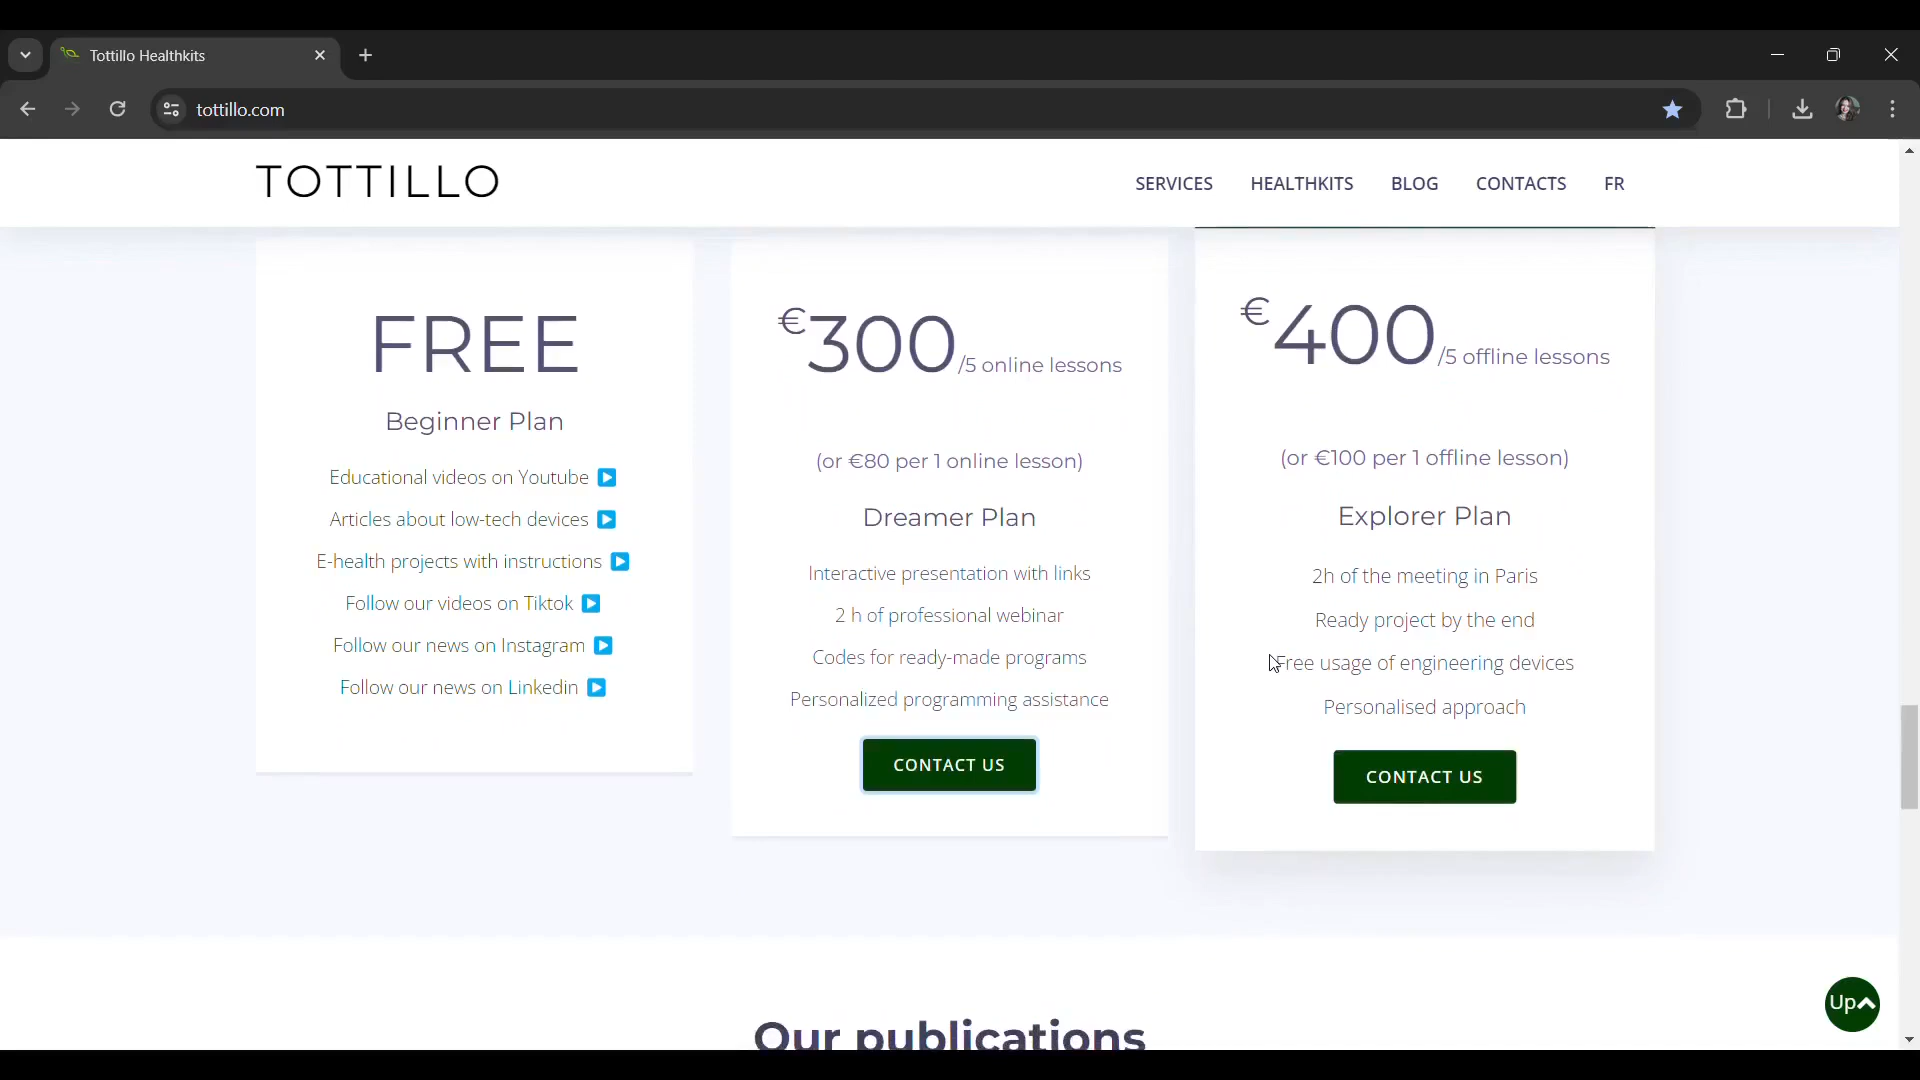 Tottillo Healthkits
tottillo.com
TOTTILLO
SERVICES HEALTHKITS BLOG CONTACTS FR
FREE
Beginner Plan
Educational videos on Youtube
Articles about low-tech devices
E-health projects with instructions
Follow our videos on Tiktok
Follow our news on Instagram
Follow our news on Linkedin
€300/5 online lessons
(or €80 per 1 online lesson)
Dreamer Plan
Interactive presentation with links
2 h of professional webinar
Codes for ready-made programs
Personalized programming assistance
CONTACT US
€400/5 offline lessons
(or €100 per 1 offline lesson)
Explorer Plan
2h of the meeting in Paris
Ready project by the end
Free usage of engineering devices
Personalised approach
CONTACT US
Up
Our publications